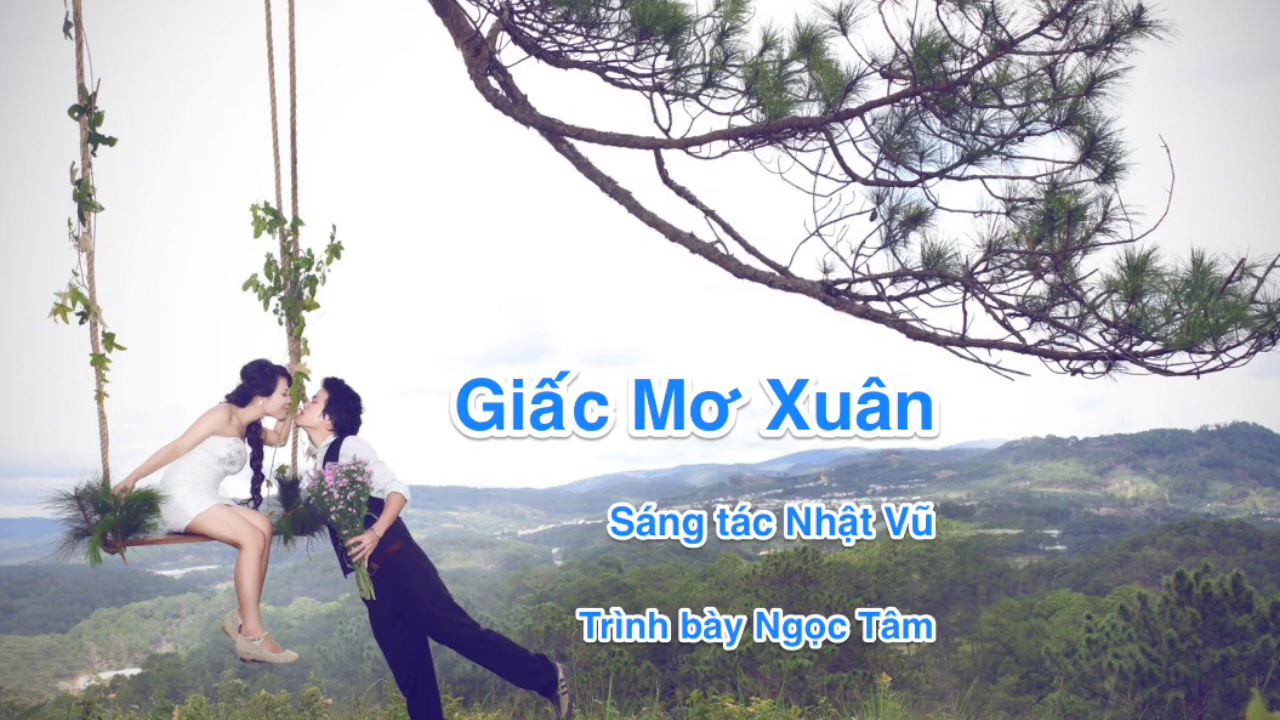 Giấc Mơ Xuân
Sáng tác Nhật Vũ
Trình bày Ngọc Tâm